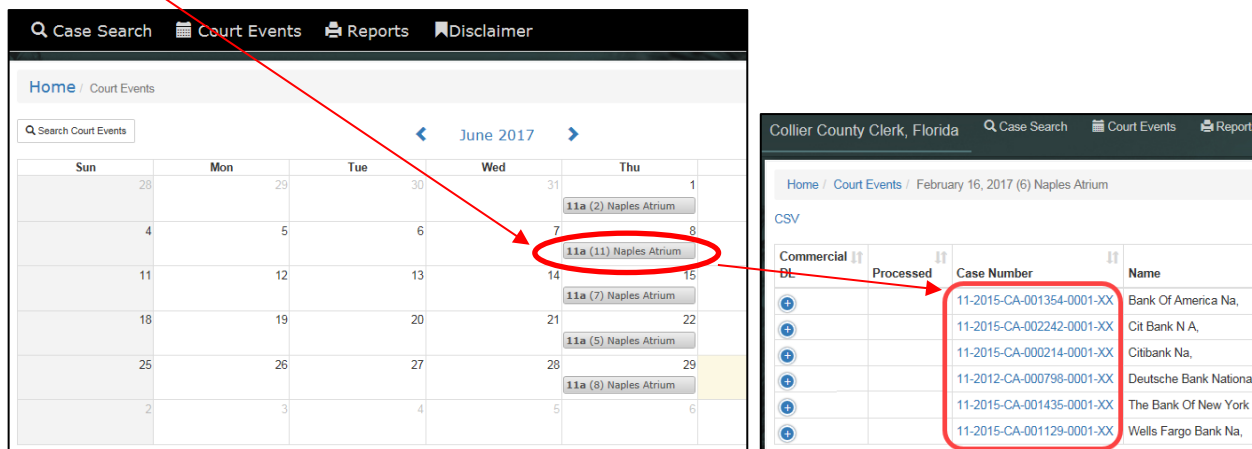 Case Search Court Events Reports Disclaimer
Home / Court Events
Search Court Events
June 2017
Sun Mon Tue Wed Thu
28 29 30 31 1
11a (2) Naples Atrium
4 5 6 7 8
11a (11) Naples Atrium
11 12 13 14 15
11a (7) Naples Atrium
18 19 20 21 22
11a (5) Naples Atrium
25 26 27 28 29
11a (8) Naples Atrium
2 3 4 5 6
Collier County Clerk, Florida Case Search Court Events Report
Home / Court Events / February 16, 2017 (6) Naples Atrium
CSV
Commercial
DL Processed Case Number Name
11-2015-CA-001354-0001-XX Bank Of America Na,
11-2015-CA-002242-0001-XX Cit Bank N A,
11-2015-CA-000214-0001-XX Citibank Na,
11-2012-CA-000798-0001-XX Deutsche Bank Nationa
11-2015-CA-001435-0001-XX The Bank Of New York
11-2015-CA-001129-0001-XX Wells Fargo Bank Na,